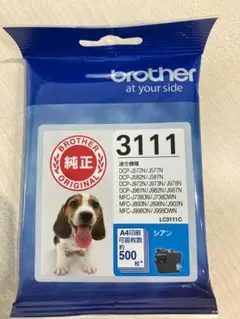 brother
at your side
BROTHER
純正
ORIGINAL
3111
適合機種
DCP-J572N/J577N
DCP-J582N/J587N
DCP-J972N/J973N/J978N
DCP-J981N/J982N/J987N
MFC-J738DN/J738DWN
MFC-J893N/J898N/J903N
MFC-J998DN/J998DWN
LC3111C
A4印刷
可能枚数
約
500
枚
シアン